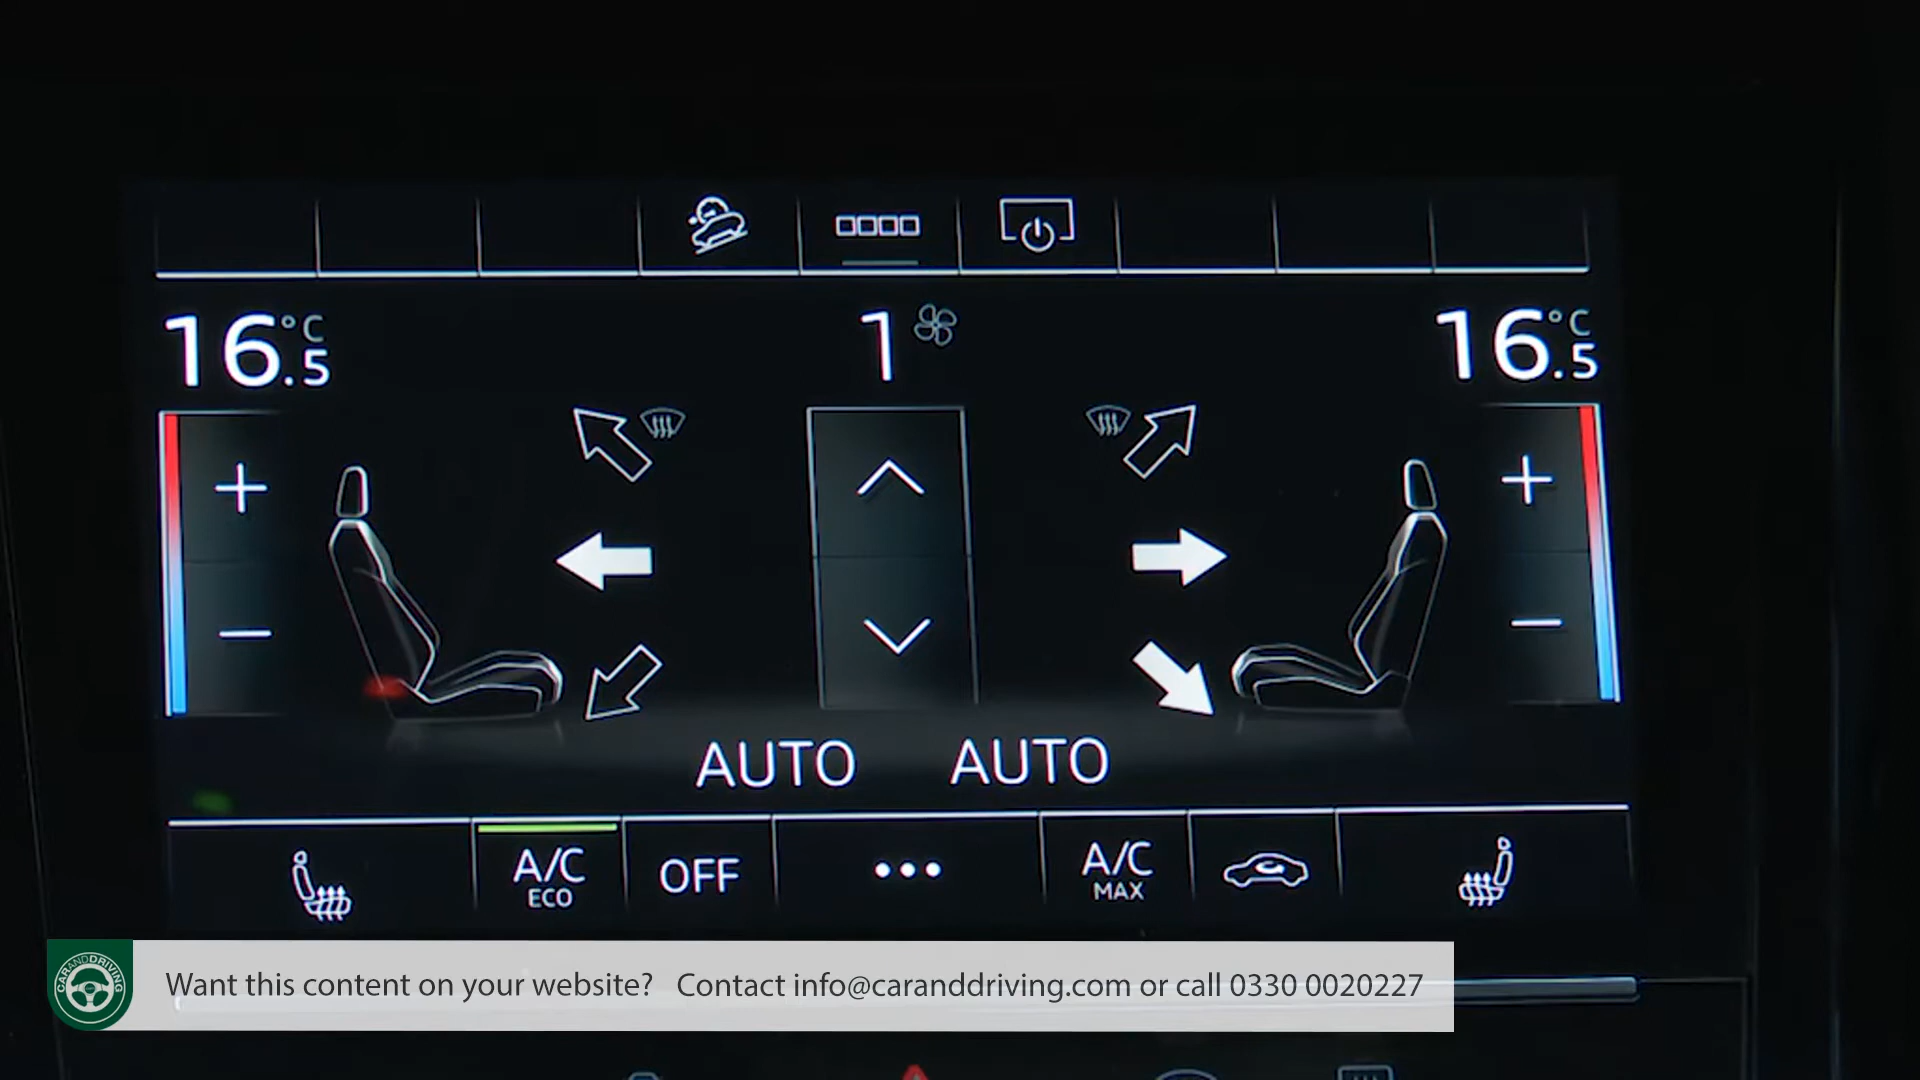 16.5°C
1
16.5°C
AUTO AUTO
A/C ECO
OFF
A/C MAX
CARANDDRIVING
Want this content on your website? Contact info@caranddriving.com or call 0330 0020227